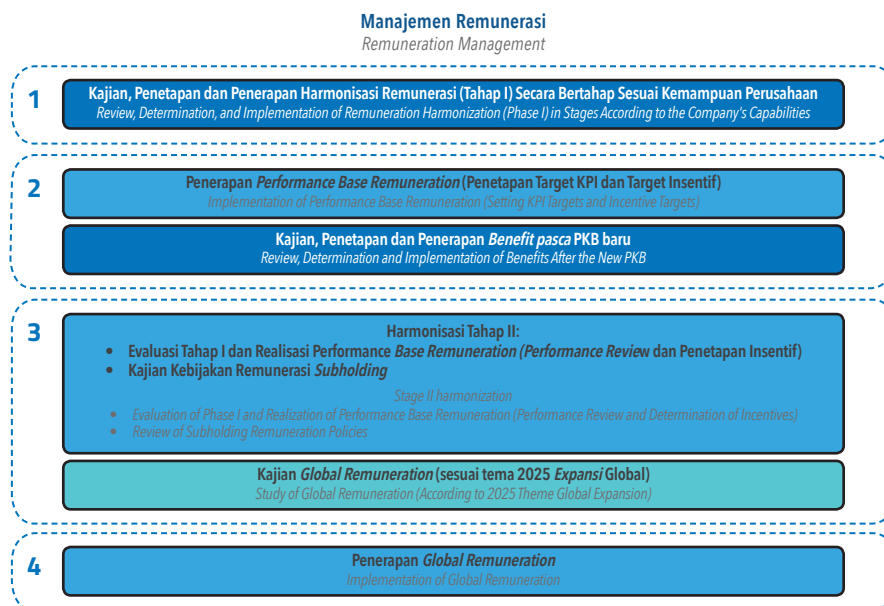 Manajemen Remunerasi
Remuneration Management
1
Kajian, Penetapan dan Penerapan Harmonisasi Remunerasi (Tahap I) Secara Bertahap Sesuai Kemampuan Perusahaan
Review, Determination, and Implementation of Remuneration Harmonization (Phase I) in Stages According to the Company's Capabilities
2
Penerapan Performance Base Remuneration (Penetapan Target KPI dan Target Insentif)
Implementation of Performance Base Remuneration (Setting KPI Targets and Incentive Targets)
Kajian, Penetapan dan Penerapan Benefit pasca PKB baru
Review, Determination and Implementation of Benefits After the New PKB
3
Harmonisasi Tahap II:
• Evaluasi Tahap I dan Realisasi Performance Base Remuneration (Performance Review dan Penetapan Insentif)
• Kajian Kebijakan Remunerasi Subholding
Stage II harmonization
• Evaluation of Phase I and Realization of Performance Base Remuneration (Performance Review and Determination of Incentives)
• Review of Subholding Remuneration Policies
Kajian Global Remuneration (sesuai tema 2025 Expansi Global)
Study of Global Remuneration (According to 2025 Theme Global Expansion)
4
Penerapan Global Remuneration
Implementation of Global Remuneration